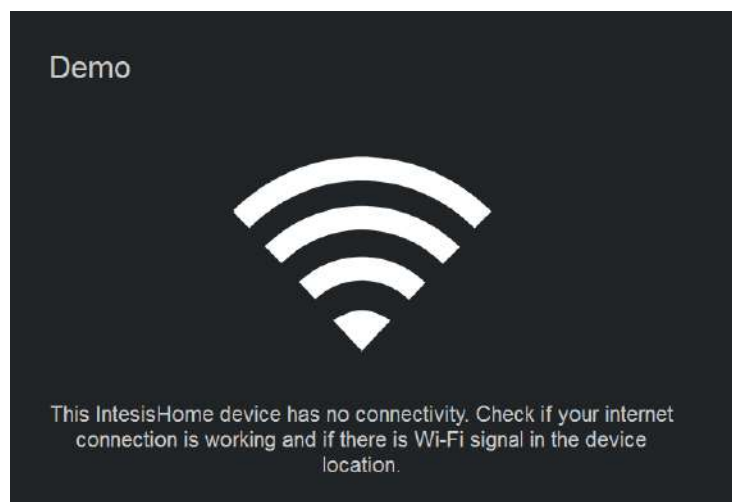 Demo
This IntesisHome device has no connectivity. Check if your internet
connection is working and if there is Wi-Fi signal in the device
location.